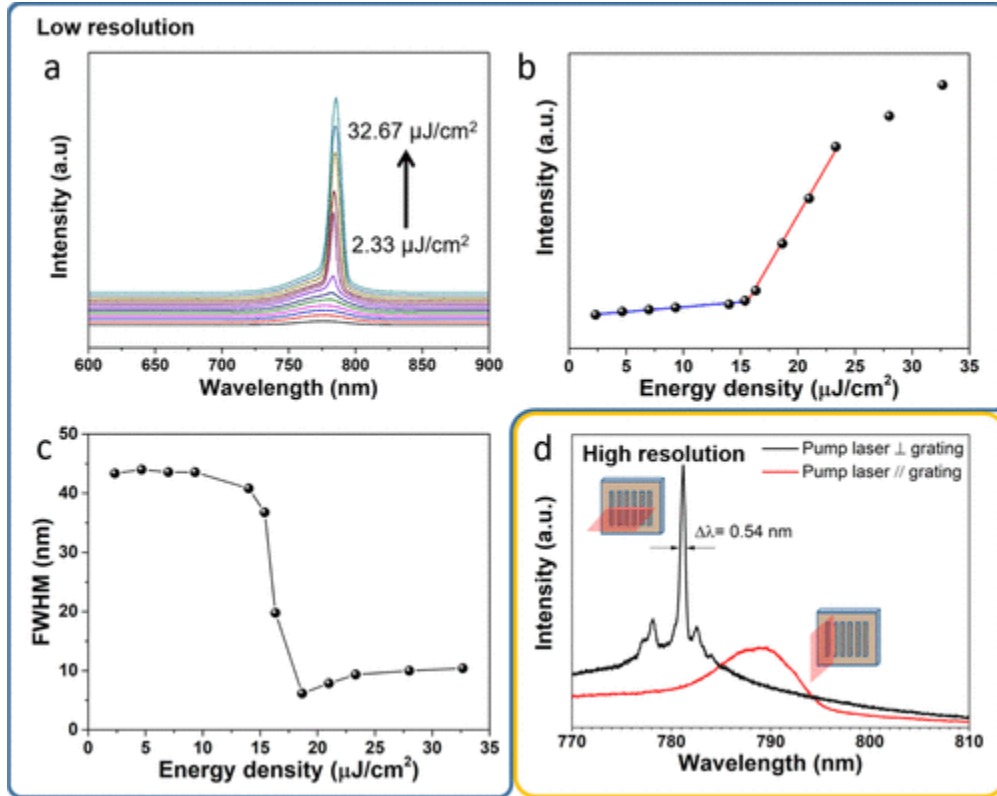 Low resolution
a
32.67 μJ/cm²
2.33 μJ/cm²
Intensity (a.u)
600 650 700 750 800 850 900
Wavelength (nm)
b
Intensity (a.u.)
0 5 10 15 20 25 30 35
Energy density (μJ/cm²)
c
50
40
30
20
10
0
FWHM (nm)
0 5 10 15 20 25 30 35
Energy density (μJ/cm²)
d
High resolution
Pump laser ⊥ grating
Pump laser // grating
Δλ= 0.54 nm
Intensity (a.u.)
770 780 790 800 810
Wavelength (nm)